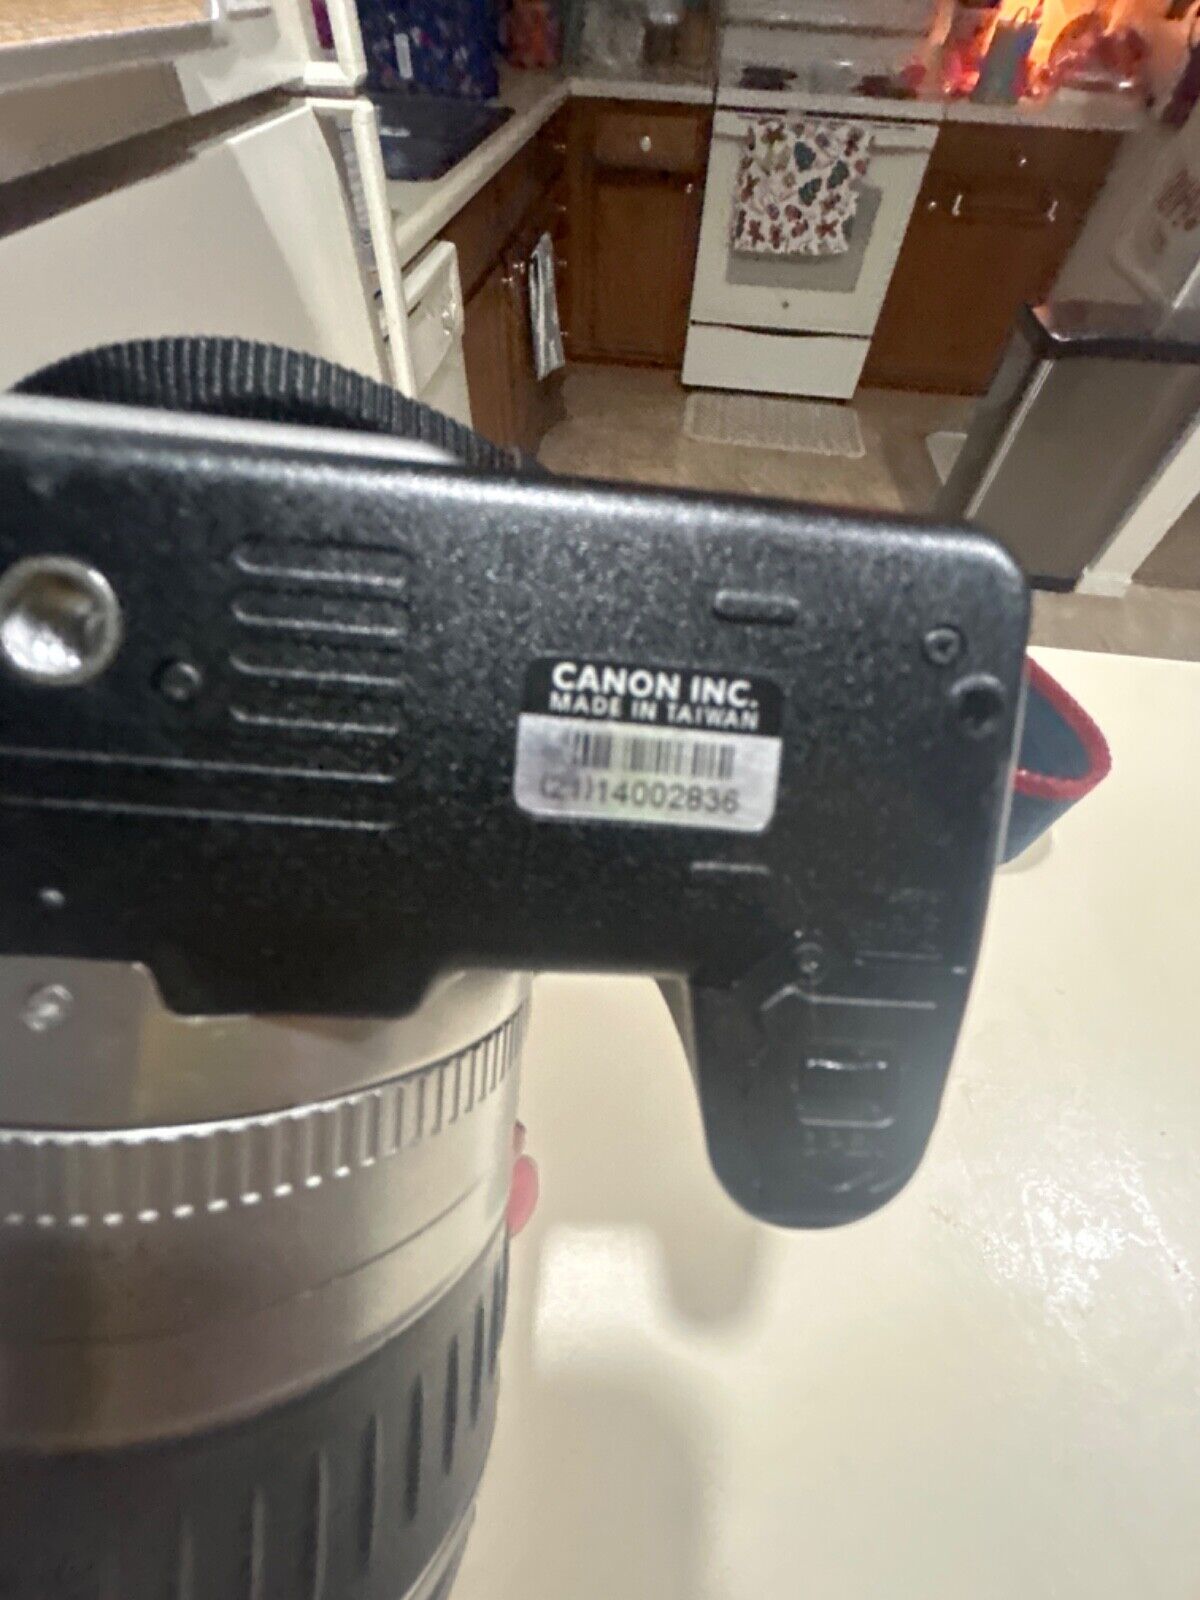 CANON INC.
MADE IN TAIWAN
(21)14002836